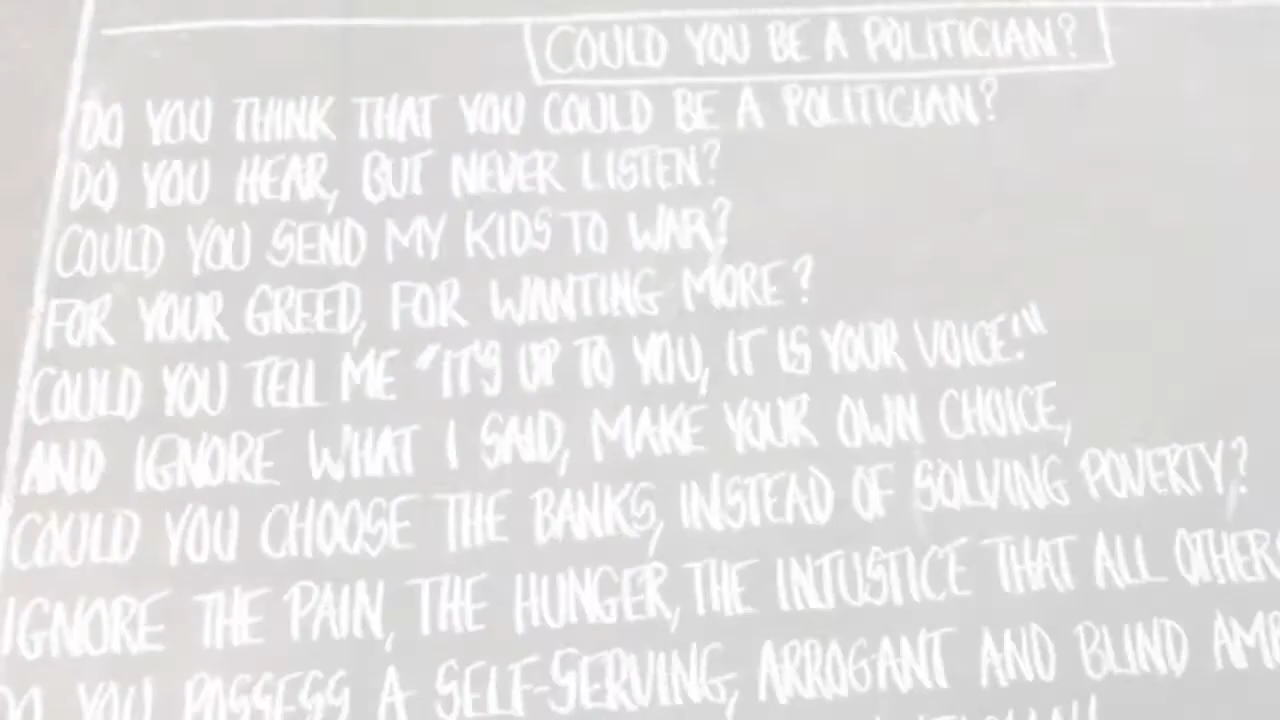 COULD YOU BE A POLITICIAN?
DO YOU THINK THAT YOU COULD BE A POLITICIAN?
DO YOU HEAR, BUT NEVER LISTEN?
COULD YOU SEND MY KIDS TO WAR?
FOR YOUR GREED, FOR WANTING MORE?
COULD YOU TELL ME "IT'S UP TO YOU, IT IS YOUR VOICE!"
AND IGNORE WHAT I SAID, MAKE YOUR OWN CHOICE,
COULD YOU CHOOSE THE BANKS, INSTEAD OF SOLVING POVERTY?
IGNORE THE PAIN, THE HUNGER, THE INJUSTICE THAT ALL OTHER
DO YOU POSSESS A SELF-SERVING, ARROGANT AND BLIND